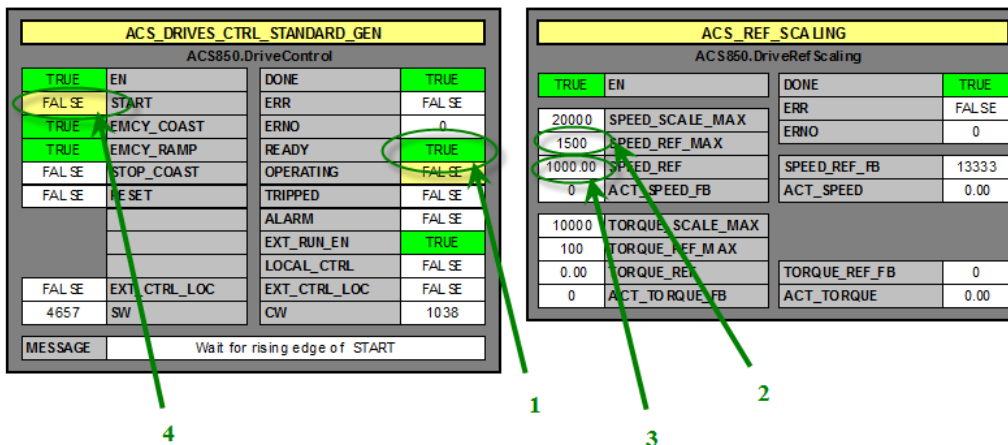 ACS_DRIVES_CTRL_STANDARD_GEN
ACS850.DriveControl
TRUE EN DONE TRUE
FALSE START ERR FALSE
TRUE EMCY_COAST ERNO 0
TRUE EMCY_RAMP READY TRUE
FALSE STOP_COAST OPERATING FALSE
FALSE RESET TRIPPED FALSE
ALARM FALSE
EXT_RUN_EN TRUE
LOCAL_CTRL FALSE
FALSE EXT_CTRL_LOC EXT_CTRL_LOC FALSE
4657 SW CW 1038
MESSAGE Wait for rising edge of START
ACS_REF_SCALING
ACS850.DriveRefScaling
TRUE EN DONE TRUE
ERR FALSE
20000 SPEED_SCALE_MAX ERNO 0
1500 SPEED_REF_MAX
1000.00 SPEED_REF SPEED_REF_FB 13333
0 ACT_SPEED_FB ACT_SPEED 0.00
10000 TORQUE_SCALE_MAX
100 TORQUE_REF_MAX
0.00 TORQUE_REF TORQUE_REF_FB 0
0 ACT_TORQUE_FB ACT_TORQUE 0.00
1
2
3
4